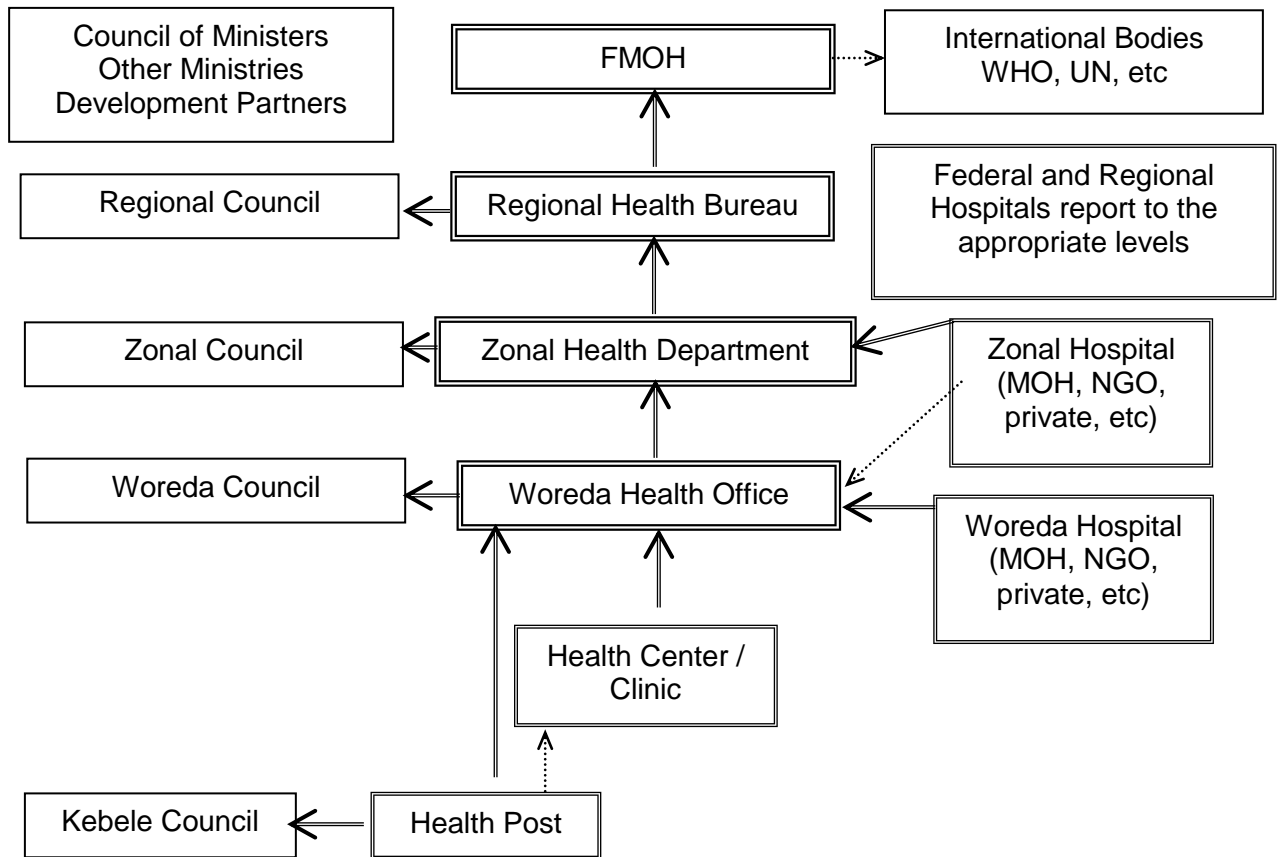 Council of Ministers
Other Ministries
Development Partners
FMOH
International Bodies
WHO, UN, etc
Regional Council
Regional Health Bureau
Federal and Regional
Hospitals report to the
appropriate levels
Zonal Council
Zonal Health Department
Zonal Hospital
(MOH, NGO,
private, etc)
Woreda Council
Woreda Health Office
Woreda Hospital
(MOH, NGO,
private, etc)
Health Center /
Clinic
Kebele Council
Health Post